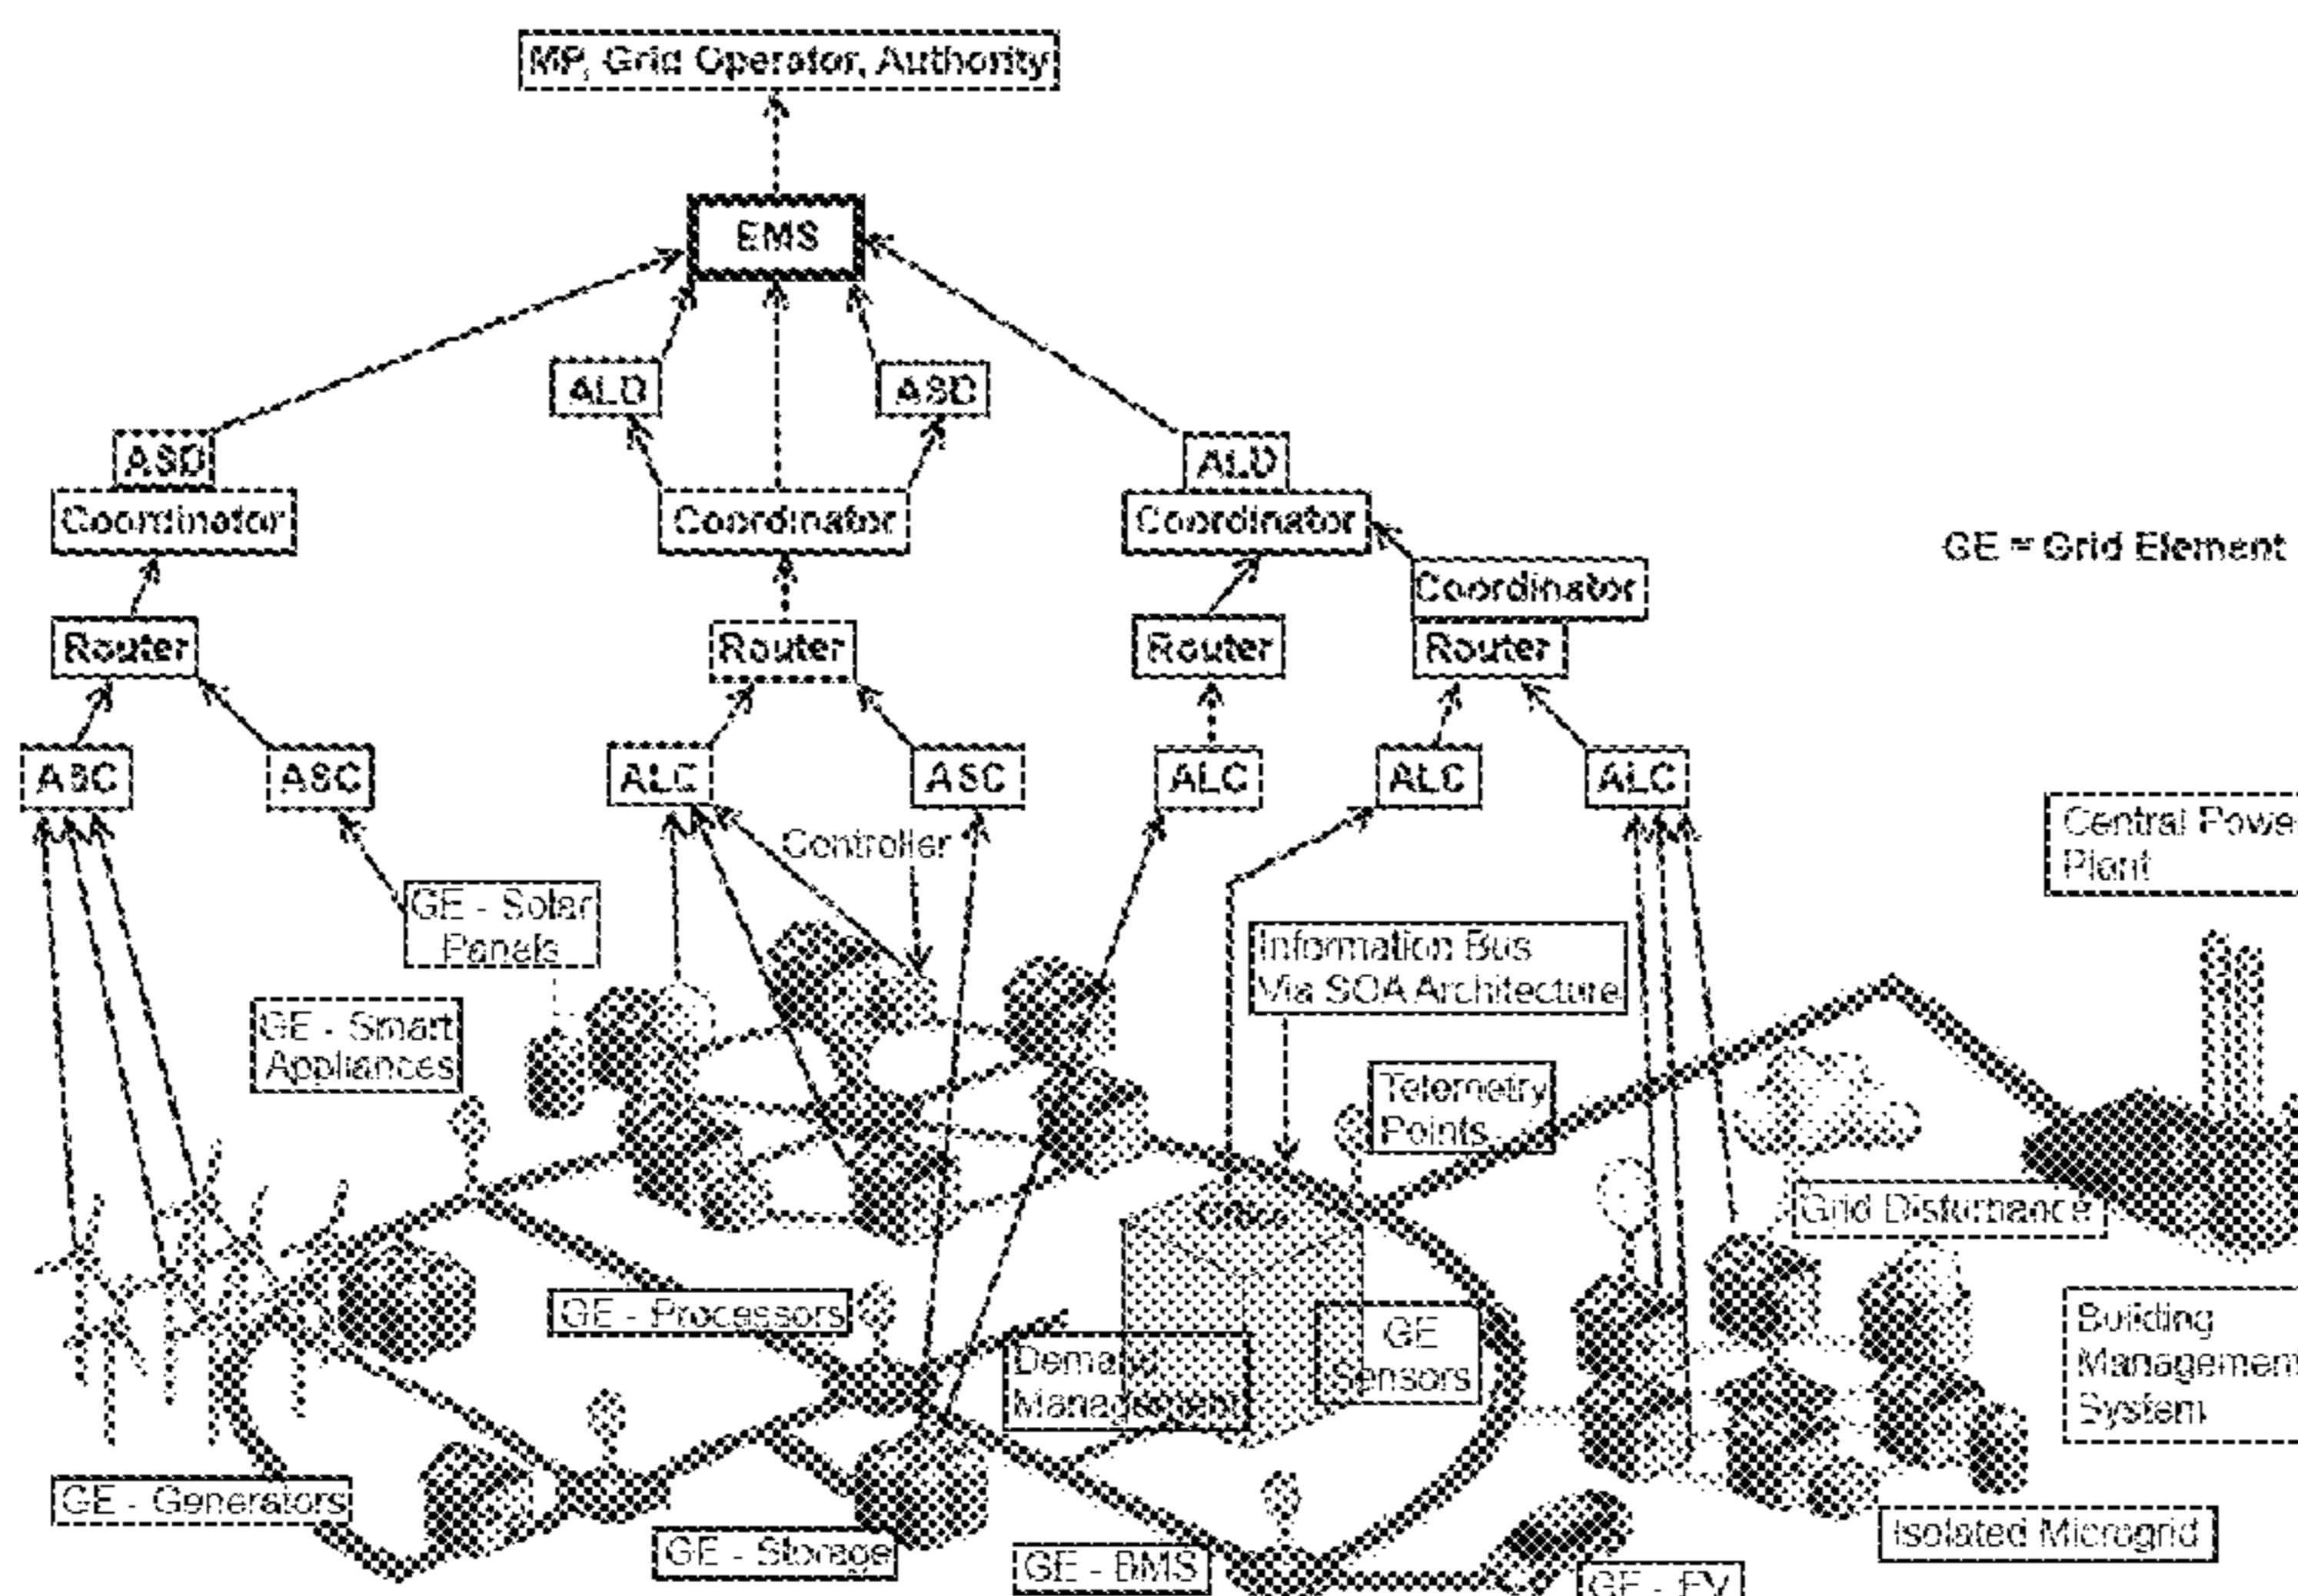 MP, Grid Operator, Authority
EMS
ALD
ASD
ASD
ALD
Coordinator
Coordinator
Coordinator
GE = Grid Element
Coordinator
Router
Router
Router
Router
ASC
ASC
ALC
ASC
ALC
ALC
ALC
Controller
Central Powe
Plant
GE - Solar
Panels
Information Bus
Via SOA Architecture
GE - Smart
Appliances
Telemetry
Points
Grid Disturbance
GE - Processors
GE
Sensors
Demand
Management
Building
Managemen
System
GE - Generators
GE - Storage
GE - BMS
GE - EV
Isolated Microgrid